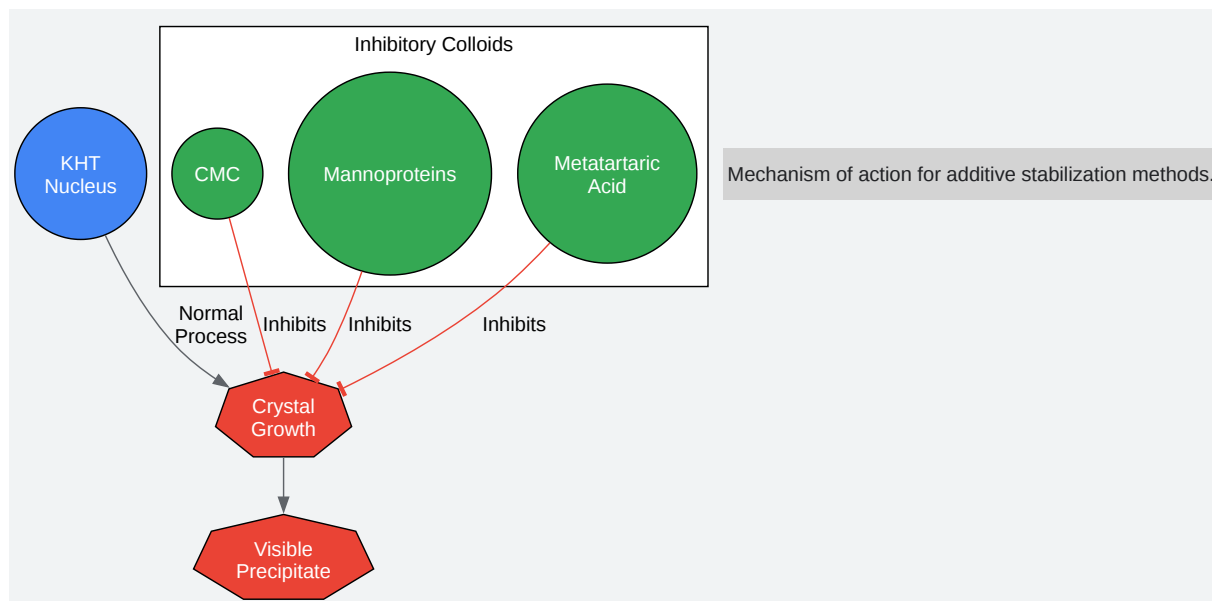 Inhibitory Colloids
KHT
Nucleus
CMC
Mannoproteins
Metatartaric
Acid
Mechanism of action for additive stabilization methods.
Normal
Process
Inhibits
Inhibits
Inhibits
Crystal
Growth
Visible
Precipitate